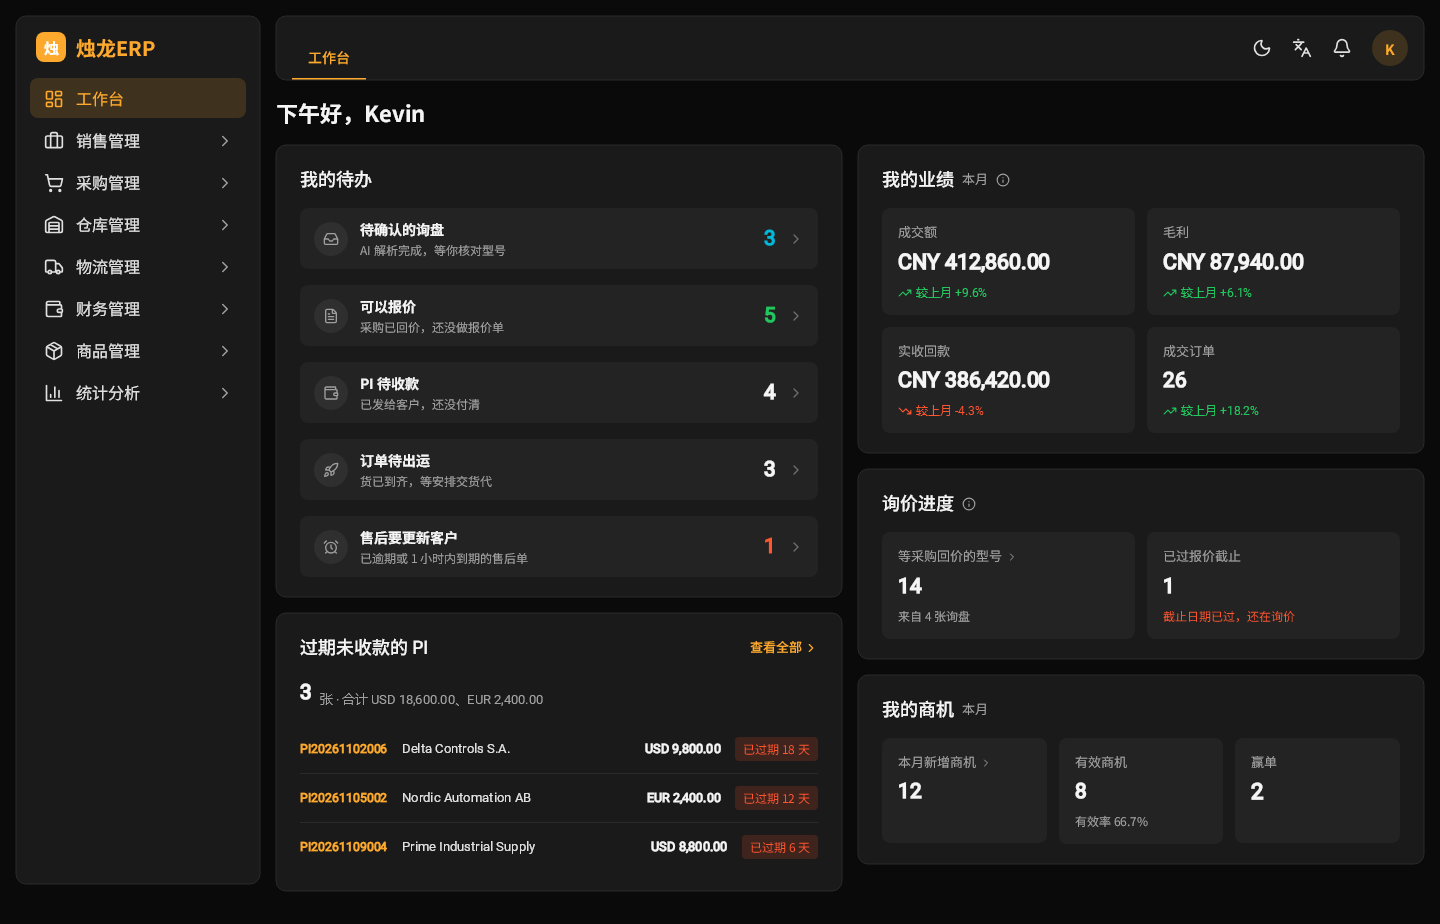 烛 烛龙ERP
工作台
销售管理
采购管理
仓库管理
物流管理
财务管理
商品管理
统计分析
工作台
K
下午好，Kevin
我的待办
待确认的询盘
AI 解析完成，等你核对型号
3
可以报价
采购已回价，还没做报价单
5
PI 待收款
已发给客户，还没付清
4
订单待出运
货已到齐，等安排交货代
3
售后要更新客户
已逾期或 1 小时内到期的售后单
1
过期未收款的 PI
查看全部
3 张 · 合计 USD 18,600.00、EUR 2,400.00
PI20261102006 Delta Controls S.A. USD 9,800.00 已过期 18 天
PI20261105002 Nordic Automation AB EUR 2,400.00 已过期 12 天
PI20261109004 Prime Industrial Supply USD 8,800.00 已过期 6 天
我的业绩 本月
成交额
CNY 412,860.00
较上月 +9.6%
毛利
CNY 87,940.00
较上月 +6.1%
实收回款
CNY 386,420.00
较上月 -4.3%
成交订单
26
较上月 +18.2%
询价进度
等采购回价的型号
14
来自 4 张询盘
已过报价截止
1
截止日期已过，还在询价
我的商机 本月
本月新增商机
12
有效商机
8
有效率 66.7%
赢单
2